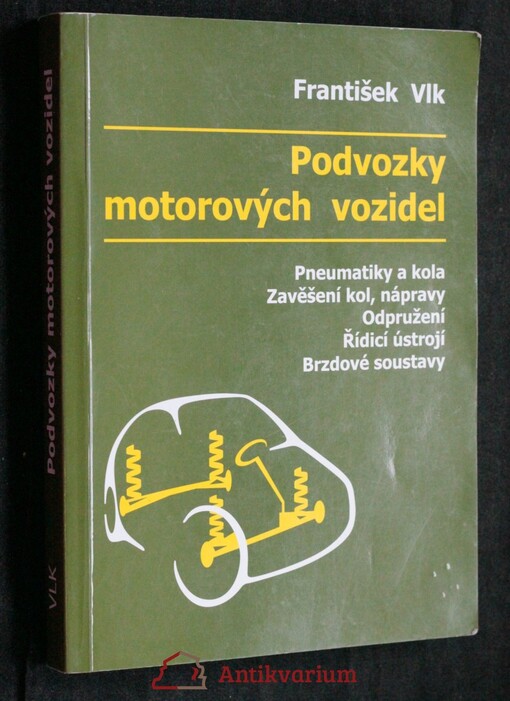 František Vlk
Podvozky
motorových vozidel
Pneumatiky a kola
Zavěšení kol, nápravy
Odpružení
Řídicí ústrojí
Brzdové soustavy
VLK Podvozky motorových vozidel
Antikvarium